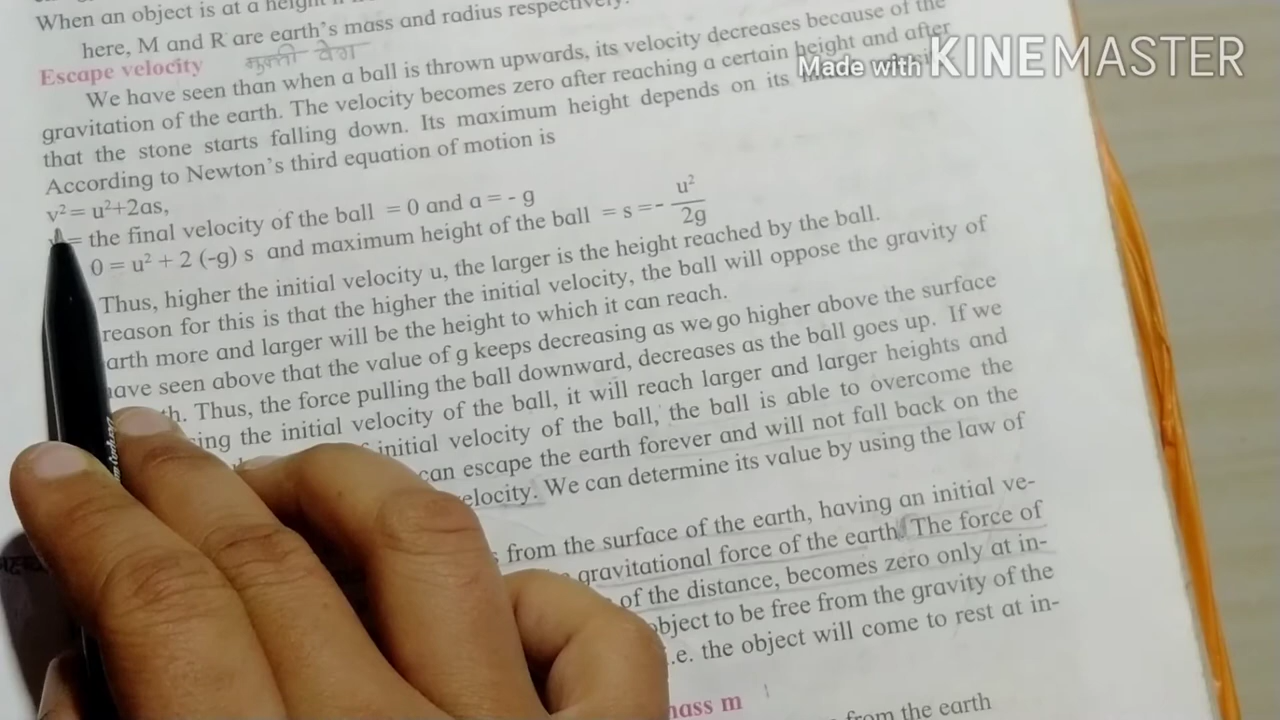 When an object is at a height
here, M and R are earth's mass and radius respectively.
Escape velocity मुक्ती वेग
We have seen than when a ball is thrown upwards, its velocity decreases because of the
gravitation of the earth. The velocity becomes zero after reaching a certain height and after
that the stone starts falling down. Its maximum height depends on its
According to Newton's third equation of motion is
v²= u²+2as,
= the final velocity of the ball = 0 and a = - g
0 = u² + 2 (-g) s and maximum height of the ball = s =- u²/2g
Thus, higher the initial velocity u, the larger is the height reached by the ball.
reason for this is that the higher the initial velocity, the ball will oppose the gravity of
arth more and larger will be the height to which it can reach.
have seen above that the value of g keeps decreasing as we go higher above the surface
th. Thus, the force pulling the ball downward, decreases as the ball goes up. If we
ing the initial velocity of the ball, it will reach larger and larger heights and
initial velocity of the ball, the ball is able to overcome the
can escape the earth forever and will not fall back on the
elocity. We can determine its value by using the law of
from the surface of the earth, having an initial ve-
gravitational force of the earth. The force of
of the distance, becomes zero only at in-
bject to be free from the gravity of the
i.e. the object will come to rest at in-
mass m
from the earth
Made with KINEMASTER